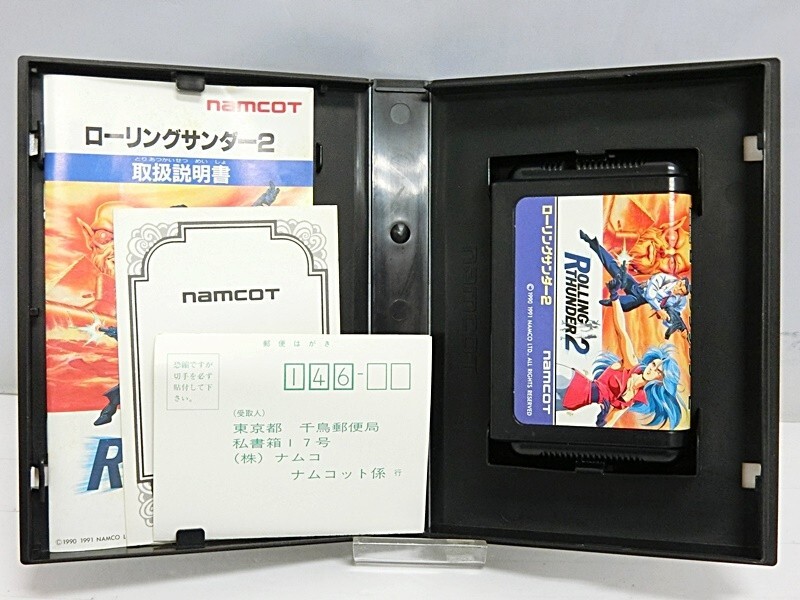 namcot
ローリングサンダー2
とりあつかいせつめいしょ
取扱説明書
©1990 1991 NAMCO L
namcot
郵便はがき
恐縮ですが
切手を必ず
貼付して下
さい。
146-
(受取人)
東京都 千鳥郵便局
私書箱17号
(株)ナムコ
ナムコット係 行
ローリングサンダー2
ROLLING
THUNDER 2
©1990 1991 NAMCO LTD., ALL RIGHTS RESERVED
namcot